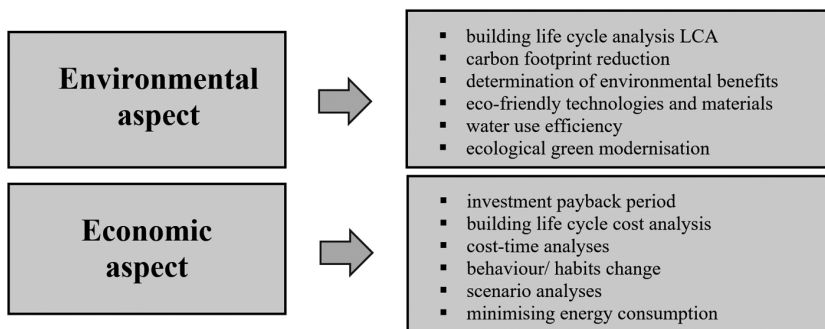 Environmental
aspect
▪ building life cycle analysis LCA
▪ carbon footprint reduction
▪ determination of environmental benefits
▪ eco-friendly technologies and materials
▪ water use efficiency
▪ ecological green modernisation
Economic
aspect
▪ investment payback period
▪ building life cycle cost analysis
▪ cost-time analyses
▪ behaviour/ habits change
▪ scenario analyses
▪ minimising energy consumption